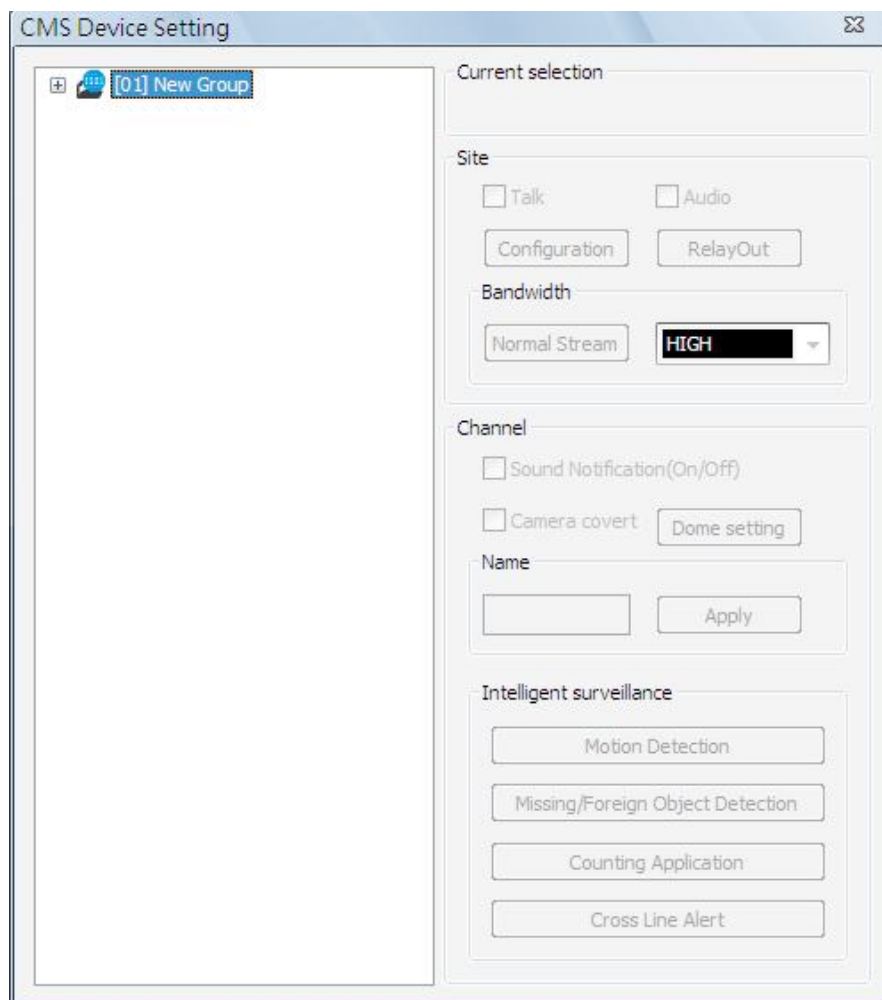 CMS Device Setting
[01] New Group
Current selection
Site
Talk
Audio
Configuration
RelayOut
Bandwidth
Normal Stream
HIGH
Channel
Sound Notification(On/Off)
Camera covert
Dome setting
Name
Apply
Intelligent surveillance
Motion Detection
Missing/Foreign Object Detection
Counting Application
Cross Line Alert